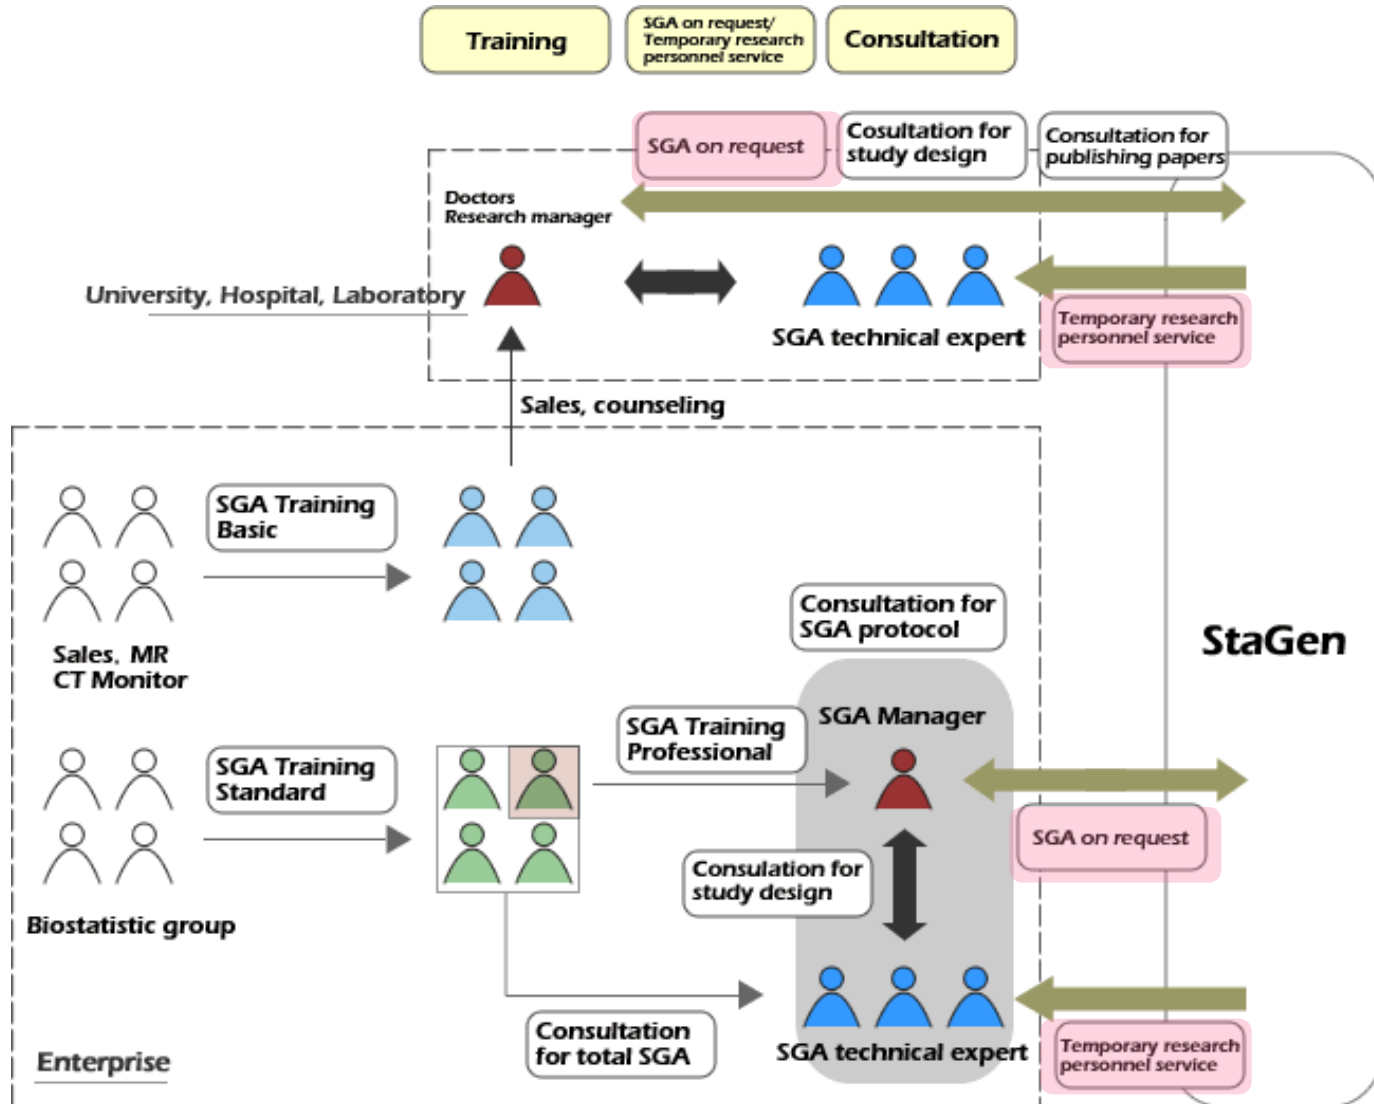 Training
SGA on request/
Temporary research
personnel service
Consultation
SGA on request
Cosultation for
study design
Consultation for
publishing papers
Doctors
Research manager
University, Hospital, Laboratory
SGA technical expert
Temporary research
personnel service
Sales, counseling
SGA Training
Basic
Sales, MR
CT Monitor
Consultation for
SGA protocol
StaGen
SGA Training
Standard
SGA Training
Professional
SGA Manager
SGA on request
Consulation for
study design
Biostatistic group
Consultation
for total SGA
SGA technical expert
Temporary research
personnel service
Enterprise